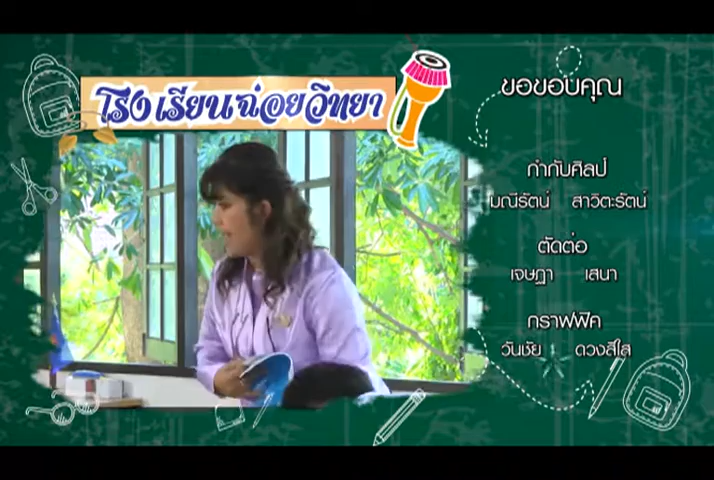 โรงเรียนฉ่อยวิทยา
ขอขอบคุณ
กำกับศิลป์
มณีรัตน์ สาวิตะรัตน์
ตัดต่อ
เจษฎา เสนา
กราฟฟิค
วันชัย ดวงสีใส